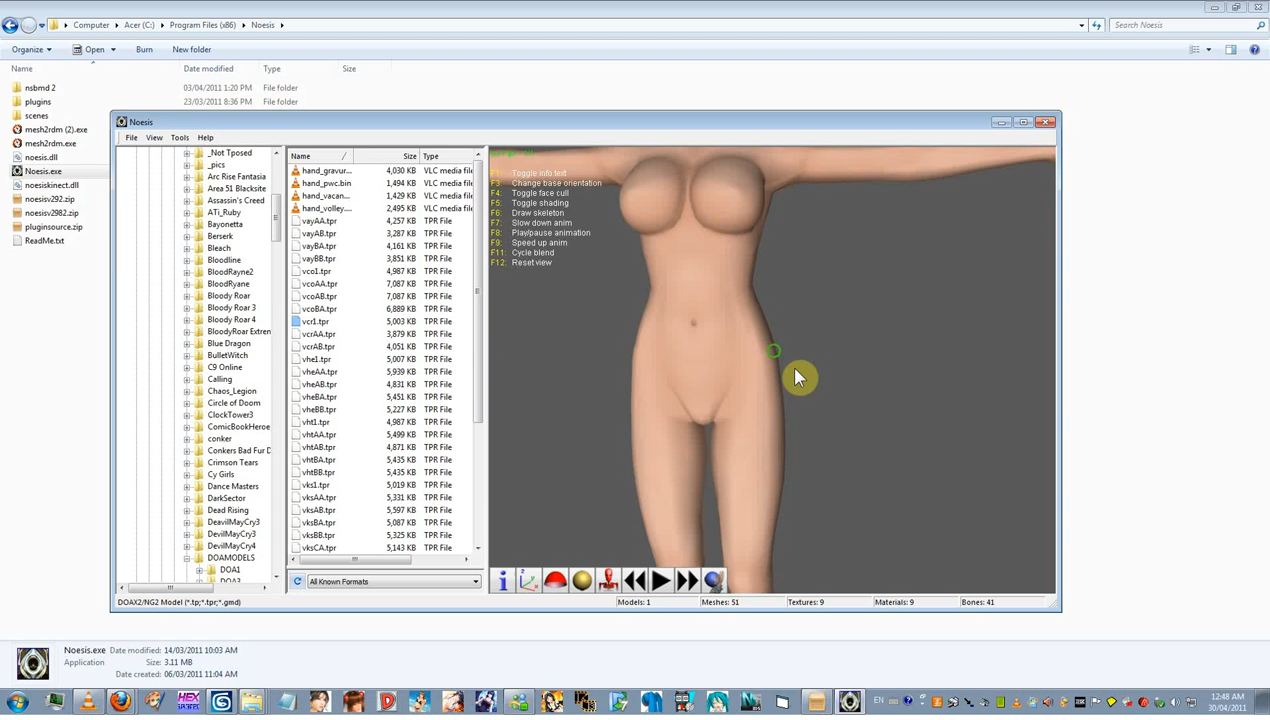 Computer ▸ Acer (C:) ▸ Program Files (x86) ▸ Noesis ▸
Search Noesis
Organize ▾ Open ▾ Burn New folder
Name Date modified Type Size
nsbmd 2 03/04/2011 1:20 PM File folder
plugins 23/03/2011 8:36 PM File folder
scenes
mesh2rdm (2).exe
mesh2rdm.exe
noesis.dll
Noesis.exe
noesiskinect.dll
noesisv292.zip
noesisv2982.zip
pluginsource.zip
ReadMe.txt
Noesis
File View Tools Help
_Not Tposed
_pics
Arc Rise Fantasia
Area 51 Blacksite
Assassin's Creed
ATi_Ruby
Bayonetta
Berserk
Bleach
Bloodline
BloodRayne2
BloodRyane
Bloody Roar
Bloody Roar 3
Bloody Roar 4
BloodyRoar Extren
Blue Dragon
BulletWitch
C9 Online
Calling
Chaos_Legion
Circle of Doom
ClockTower3
ComicBookHeroe
conker
Conkers Bad Fur D
Crimson Tears
Cy Girls
Dance Masters
DarkSector
Dead Rising
DeavilMayCry3
DevilMayCry3
DevilMayCry4
DOAMODELS
DOA1
DOA3
Name Size Type
hand_gravur... 4,030 KB VLC media file
hand_pwc.bin 1,494 KB VLC media file
hand_vacan... 1,429 KB VLC media file
hand_volley.... 2,495 KB VLC media file
vayAA.tpr 4,257 KB TPR File
vayAB.tpr 3,287 KB TPR File
vayBA.tpr 4,161 KB TPR File
vayBB.tpr 3,851 KB TPR File
vco1.tpr 4,987 KB TPR File
vcoAA.tpr 7,087 KB TPR File
vcoAB.tpr 7,087 KB TPR File
vcoBA.tpr 6,889 KB TPR File
vcr1.tpr 5,003 KB TPR File
vcrAA.tpr 3,879 KB TPR File
vcrAB.tpr 4,051 KB TPR File
vhe1.tpr 5,007 KB TPR File
vheAA.tpr 5,939 KB TPR File
vheAB.tpr 4,831 KB TPR File
vheBA.tpr 5,451 KB TPR File
vheBB.tpr 5,227 KB TPR File
vht1.tpr 4,987 KB TPR File
vhtAA.tpr 5,499 KB TPR File
vhtAB.tpr 4,871 KB TPR File
vhtBA.tpr 5,435 KB TPR File
vhtBB.tpr 5,435 KB TPR File
vks1.tpr 5,019 KB TPR File
vksAA.tpr 5,331 KB TPR File
vksAB.tpr 5,597 KB TPR File
vksBA.tpr 5,087 KB TPR File
vksBB.tpr 5,325 KB TPR File
vksCA.tpr 5,143 KB TPR File
All Known Formats
F1: Toggle info text
F3: Change base orientation
F4: Toggle face cull
F5: Toggle shading
F6: Draw skeleton
F7: Slow down anim
F8: Play/pause animation
F9: Speed up anim
F11: Cycle blend
F12: Reset view
DOAX2/NG2 Model (*.tp;*.tpr;*.gmd) Models: 1 Meshes: 51 Textures: 9 Materials: 9 Bones: 41
Noesis.exe Date modified: 14/03/2011 10:03 AM
Application Size: 3.11 MB
Date created: 06/03/2011 11:04 AM
HEX
EN
12:48 AM
30/04/2011